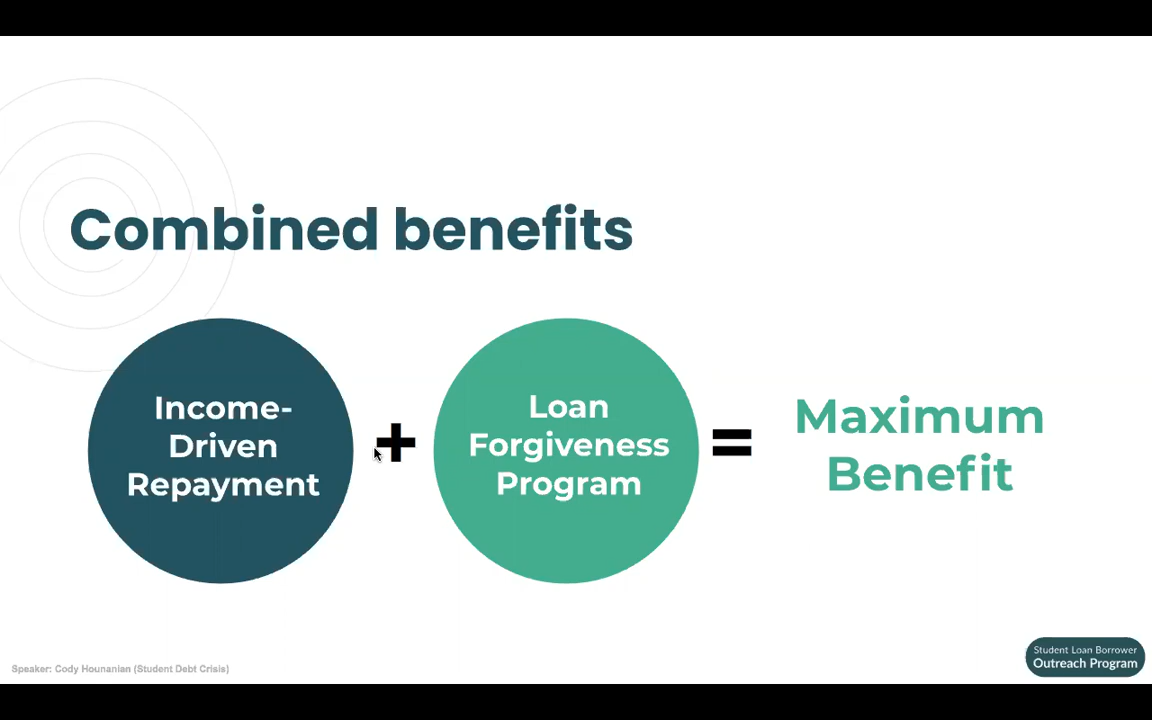 Combined benefits
Income-
Driven
Repayment
+
Loan
Forgiveness
Program
=
Maximum
Benefit
Speaker: Cody Hounanian (Student Debt Crisis)
Student Loan Borrower
Outreach Program